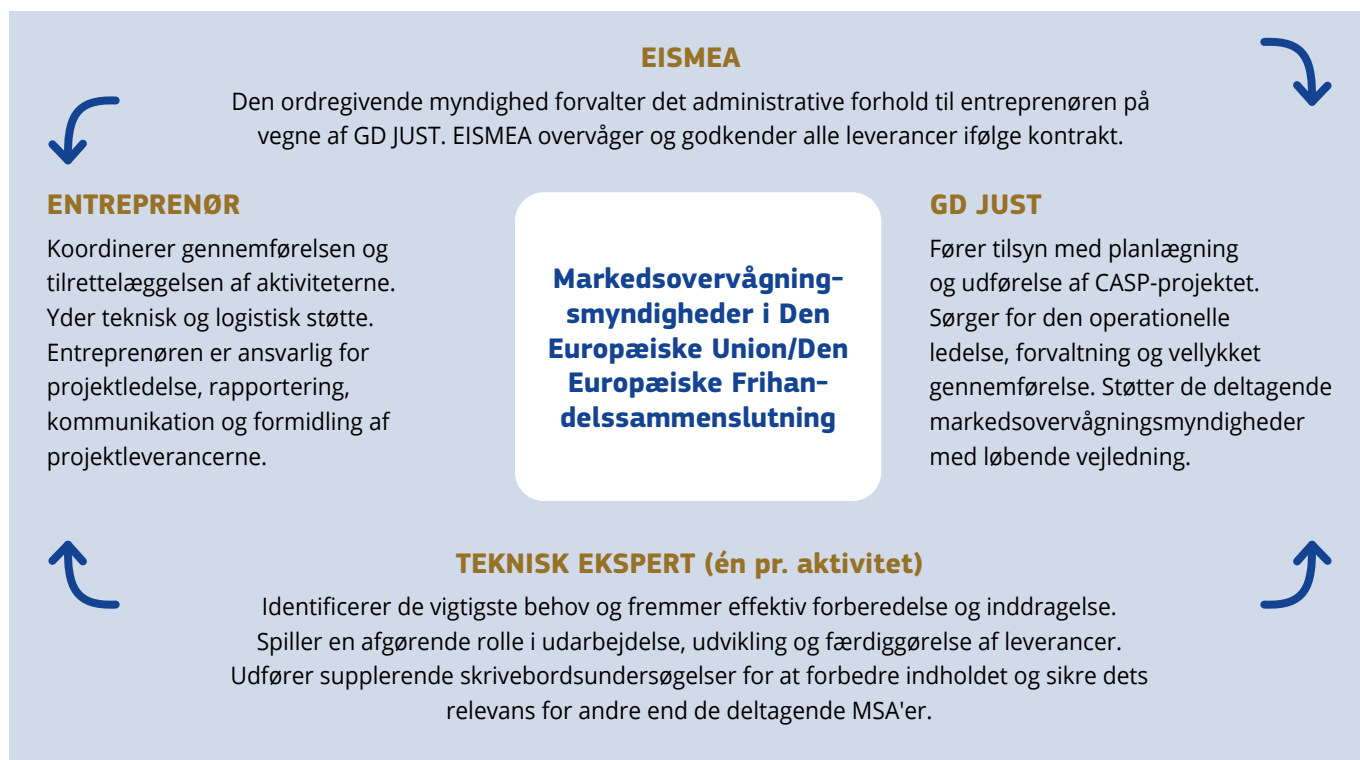 EISMEA
Den ordregivende myndighed forvalter det administrative forhold til entreprenøren på
vegne af GD JUST. EISMEA overvåger og godkender alle leverancer ifølge kontrakt.
ENTREPRENØR
Koordinerer gennemførelsen og
tilrettelæggelsen af aktiviteterne.
Yder teknisk og logistisk støtte.
Entreprenøren er ansvarlig for
projektledelse, rapportering,
kommunikation og formidling af
projektleverancerne.
Markedsovervågning-
smyndigheder i Den
Europæiske Union/Den
Europæiske Frihan-
delssammenslutning
GD JUST
Fører tilsyn med planlægning
og udførelse af CASP-projektet.
Sørger for den operationelle
ledelse, forvaltning og vellykket
gennemførelse. Støtter de deltagende
markedsovervågningsmyndigheder
med løbende vejledning.
TEKNISK EKSPERT (én pr. aktivitet)
Identificerer de vigtigste behov og fremmer effektiv forberedelse og inddragelse.
Spiller en afgørende rolle i udarbejdelse, udvikling og færdiggørelse af leverancer.
Udfører supplerende skrivebordsundersøgelser for at forbedre indholdet og sikre dets
relevans for andre end de deltagende MSA'er.